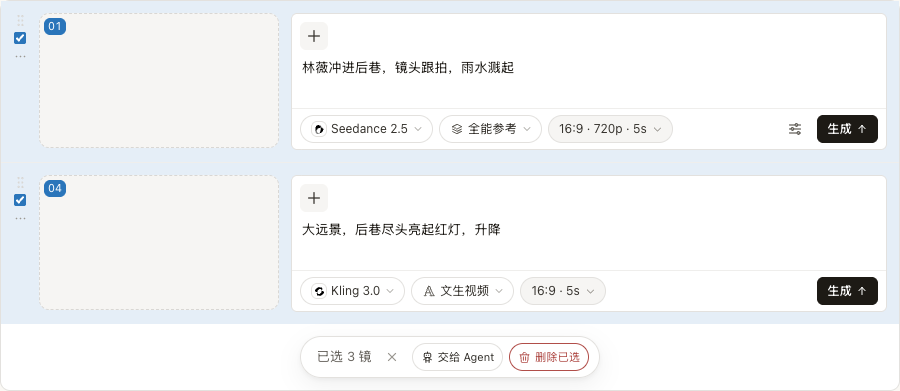 01
林薇冲进后巷，镜头跟拍，雨水溅起
Seedance 2.5
全能参考
16:9 · 720p · 5s
生成 ↑
04
大远景，后巷尽头亮起红灯，升降
Kling 3.0
文生视频
16:9 · 5s
生成 ↑
已选 3 镜
交给 Agent
删除已选